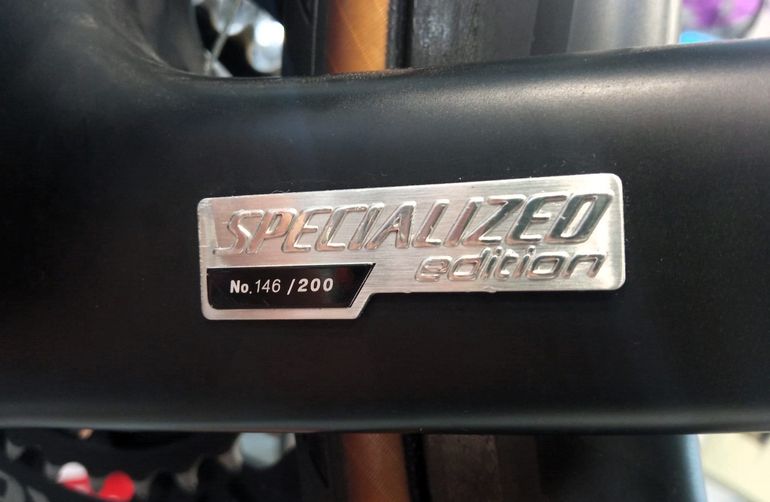 SPECIALIZED
edition
No.146 /200